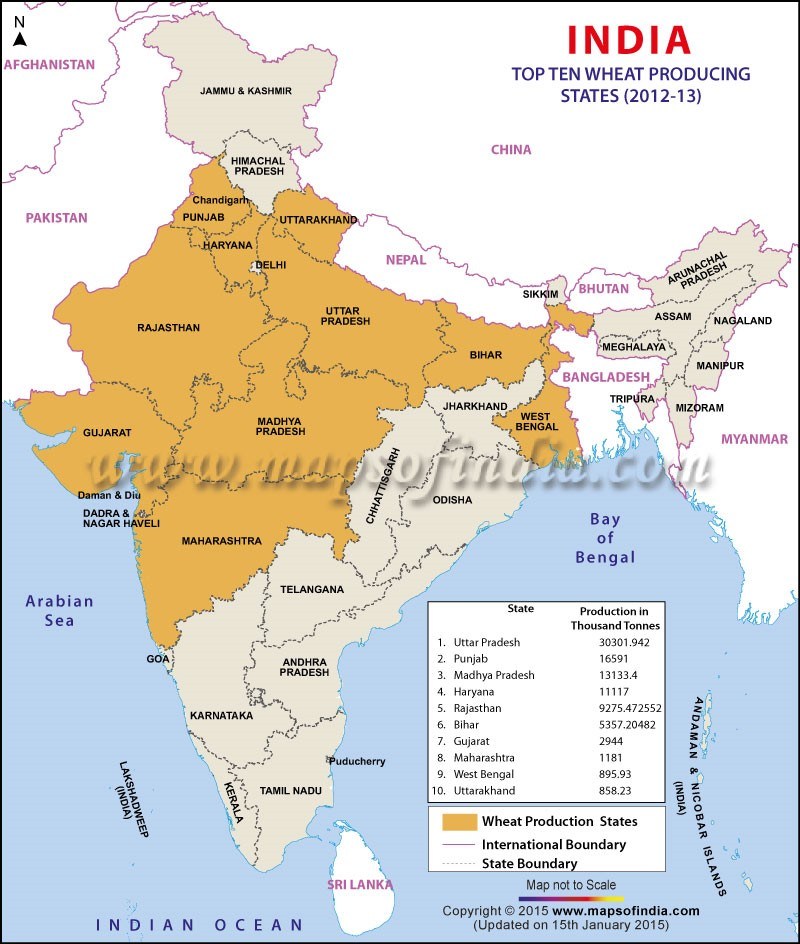 N
INDIA
TOP TEN WHEAT PRODUCING
STATES (2012-13)
AFGHANISTAN
JAMMU & KASHMIR
CHINA
HIMACHAL
PRADESH
Chandigarh
PUNJAB
UTTARAKHAND
PAKISTAN
HARYANA
DELHI
NEPAL
SIKKIM
BHUTAN
ARUNACHAL
PRADESH
ASSAM
NAGALAND
RAJASTHAN
UTTAR
PRADESH
MEGHALAYA
BIHAR
MANIPUR
BANGLADESH
TRIPURA
MIZORAM
JHARKHAND
GUJARAT
MADHYA
PRADESH
WEST
BENGAL
MYANMAR
www.mapsofindia.com
CHHATTISGARH
Daman & Diu
DADRA &
NAGAR HAVELI
ODISHA
MAHARASHTRA
Bay
of
Bengal
Arabian
Sea
TELANGANA
GOA
ANDHRA
PRADESH
KARNATAKA
Puducherry
LAKSHADWEEP
(INDIA)
KERALA
TAMIL NADU
SRI LANKA
INDIAN OCEAN
ANDAMAN & NICOBAR ISLANDS
(INDIA)
State Production in
Thousand Tonnes
1. Uttar Pradesh 30301.942
2. Punjab 16591
3. Madhya Pradesh 13133.4
4. Haryana 11117
5. Rajasthan 9275.472552
6. Bihar 5357.20482
7. Gujarat 2944
8. Maharashtra 1181
9. West Bengal 895.93
10. Uttarakhand 858.23
Wheat Production States
International Boundary
State Boundary
Map not to Scale
Copyright © 2015 www.mapsofindia.com
(Updated on 15th January 2015)